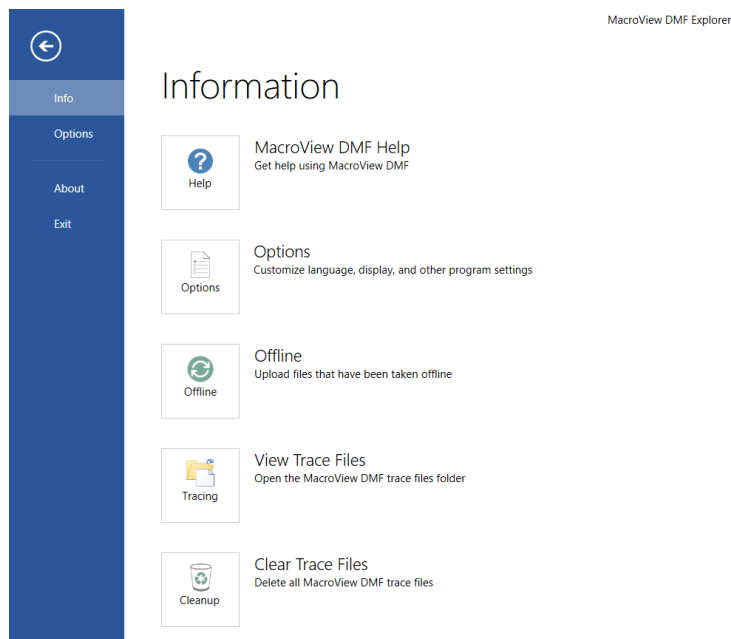 MacroView DMF Explorer
Info
Options
About
Exit
Information
Help
MacroView DMF Help
Get help using MacroView DMF
Options
Options
Customize language, display, and other program settings
Offline
Offline
Upload files that have been taken offline
Tracing
View Trace Files
Open the MacroView DMF trace files folder
Cleanup
Clear Trace Files
Delete all MacroView DMF trace files